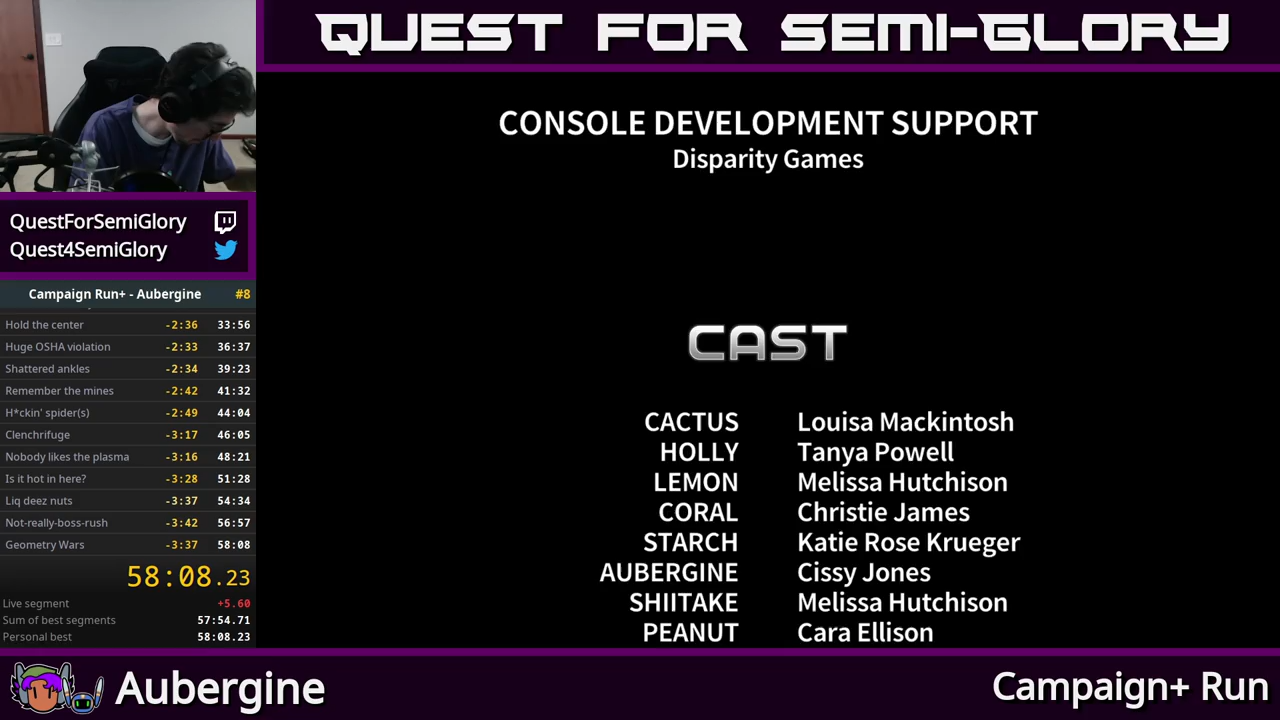 QUEST FOR SEMI-GLORY
QuestForSemiGlory
Quest4SemiGlory
Campaign Run+ - Aubergine #8
Hold the center -2:36 33:56
Huge OSHA violation -2:33 36:37
Shattered ankles -2:34 39:23
Remember the mines -2:42 41:32
H*ckin' spider(s) -2:49 44:04
Clenchrifuge -3:17 46:05
Nobody likes the plasma -3:16 48:21
Is it hot in here? -3:28 51:28
Liq deez nuts -3:37 54:34
Not-really-boss-rush -3:42 56:57
Geometry Wars -3:37 58:08
58:08.23
Live segment +5.60
Sum of best segments 57:54.71
Personal best 58:08.23
CONSOLE DEVELOPMENT SUPPORT
Disparity Games
CAST
CACTUS Louisa Mackintosh
HOLLY Tanya Powell
LEMON Melissa Hutchison
CORAL Christie James
STARCH Katie Rose Krueger
AUBERGINE Cissy Jones
SHIITAKE Melissa Hutchison
PEANUT Cara Ellison
Aubergine
Campaign+ Run